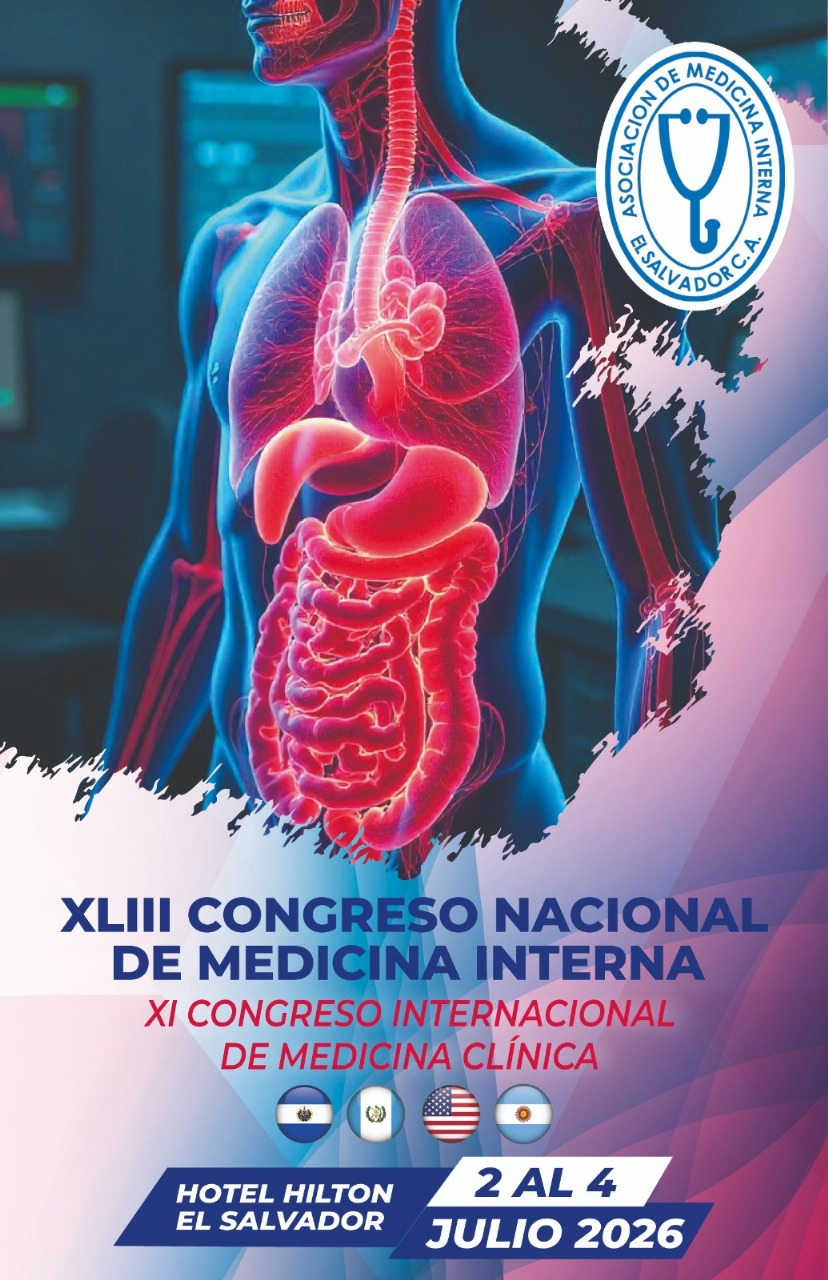 ASOCIACION DE MEDICINA INTERNA
EL SALVADOR C. A.
XLIII CONGRESO NACIONAL
DE MEDICINA INTERNA
XI CONGRESO INTERNACIONAL
DE MEDICINA CLÍNICA
HOTEL HILTON
EL SALVADOR
2 AL 4
JULIO 2026